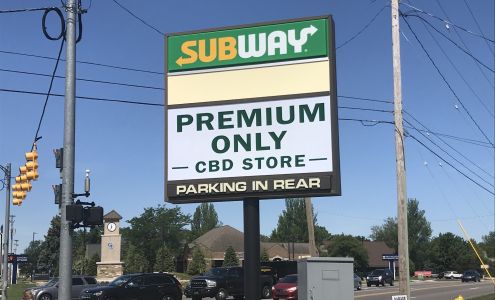 SUBWAY
PREMIUM
ONLY
— CBD STORE —
PARKING IN REAR